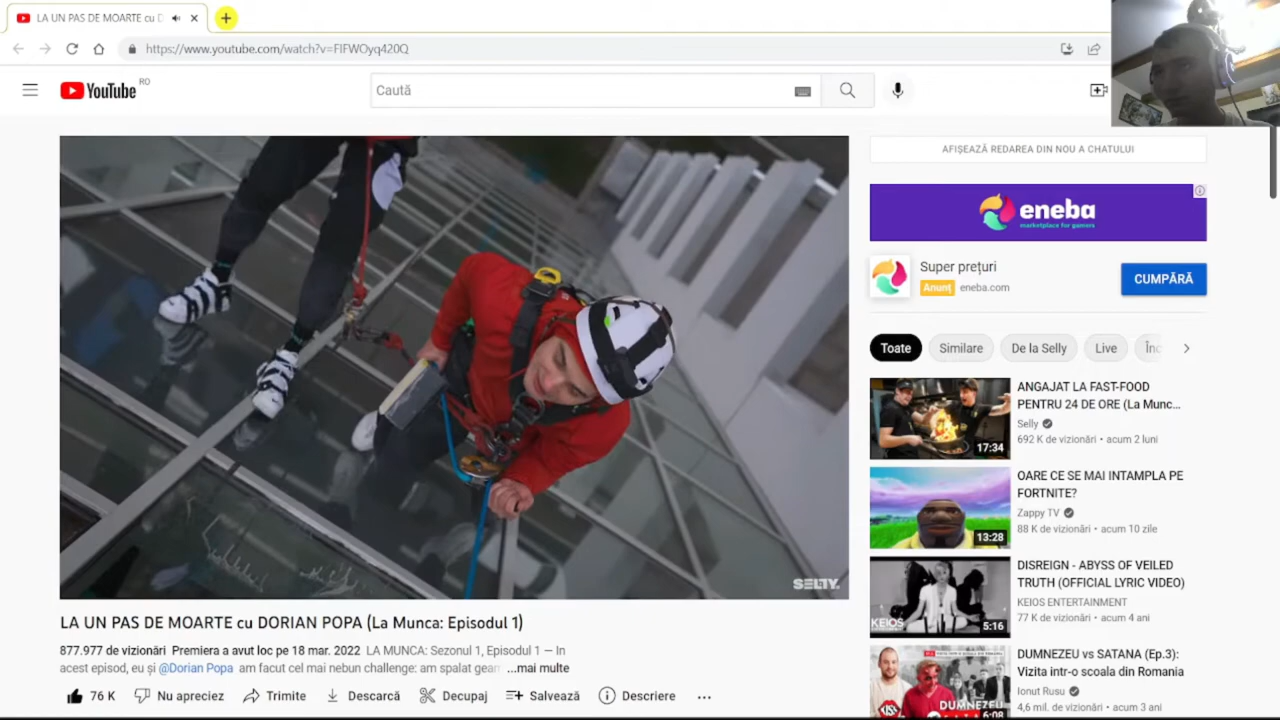 LA UN PAS DE MOARTE cu D
https://www.youtube.com/watch?v=FIFWOyq420Q
YouTube RO
Caută
AFIȘEAZĂ REDAREA DIN NOU A CHATULUI
eneba
marketplace for gamers
Super prețuri
Anunț eneba.com
CUMPĂRĂ
Toate
Similare
De la Selly
Live
Înc
ANGAJAT LA FAST-FOOD
PENTRU 24 DE ORE (La Munc...
Selly
692 K de vizionări • acum 2 luni
17:34
OARE CE SE MAI INTAMPLA PE
FORTNITE?
Zappy TV
88 K de vizionări • acum 10 zile
13:28
DISREIGN - ABYSS OF VEILED
TRUTH (OFFICIAL LYRIC VIDEO)
KEIOS ENTERTAINMENT
77 K de vizionări • acum 4 ani
KEIOS
5:16
DUMNEZEU vs SATANA (Ep.3):
Vizita intr-o scoala din Romania
Ionut Rusu
4,6 mil. de vizionări • acum 3 ani
DUMNEZEU
6:08
SELLY.
LA UN PAS DE MOARTE cu DORIAN POPA (La Munca: Episodul 1)
877.977 de vizionări Premiera a avut loc pe 18 mar. 2022 LA MUNCA: Sezonul 1, Episodul 1 — In
acest episod, eu și @Dorian Popa am facut cel mai nebun challenge: am spalat gean ...mai multe
76 K
Nu apreciez
Trimite
Descarcă
Decupaj
Salvează
Descriere